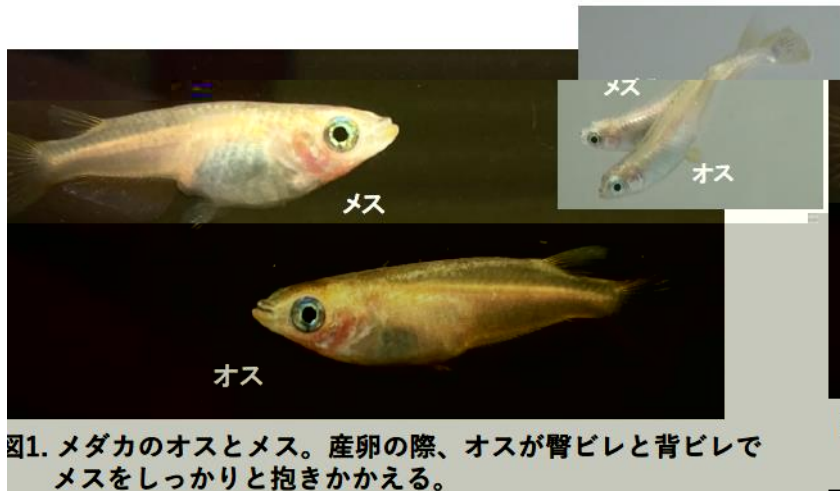 メス
オス
メス
オス
図1. メダカのオスとメス。産卵の際、オスが臀ビレと背ビレで
メスをしっかりと抱きかかえる。